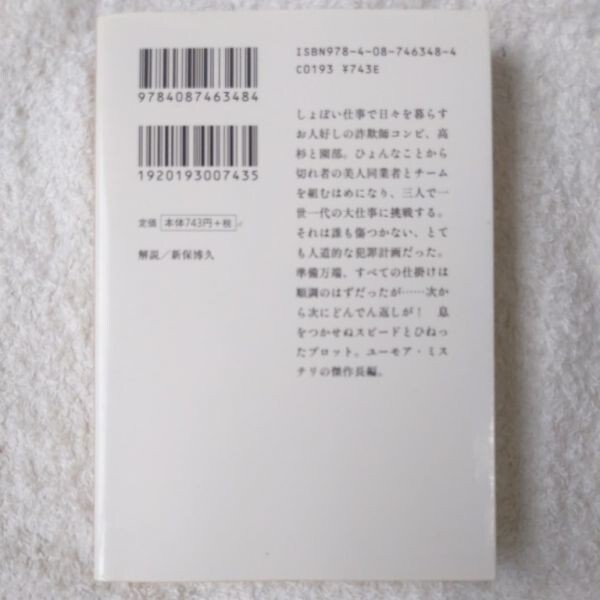 ISBN978-4-08-746348-4
C0193 ¥743E
9784087463484
1920193007435
定価 本体743円+税
解説/新保博久
しょぼい仕事で日々を暮らす
お人好しの詐欺師コンビ、高
杉と園部。ひょんなことから
切れ者の美人同業者とチーム
を組むはめになり、三人で一
世一代の大仕事に挑戦する。
それは誰も傷つかない、とて
も人道的な犯罪計画だった。
準備万端、すべての仕掛けは
順調のはずだったが……次か
ら次にどんでん返しが! 息
をつかせぬスピードとひねっ
たプロット。ユーモア・ミス
テリの傑作長編。